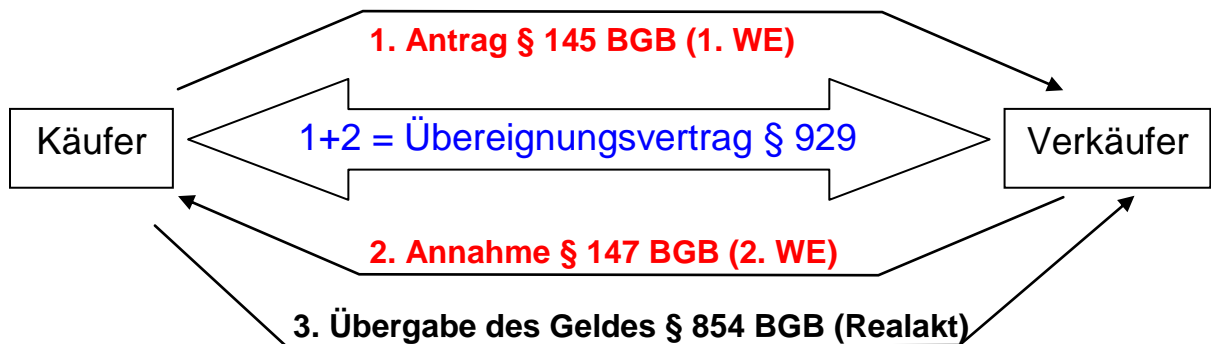 1. Antrag § 145 BGB (1. WE)
Käufer
1+2 = Übereignungsvertrag § 929
Verkäufer
2. Annahme § 147 BGB (2. WE)
3. Übergabe des Geldes § 854 BGB (Realakt)